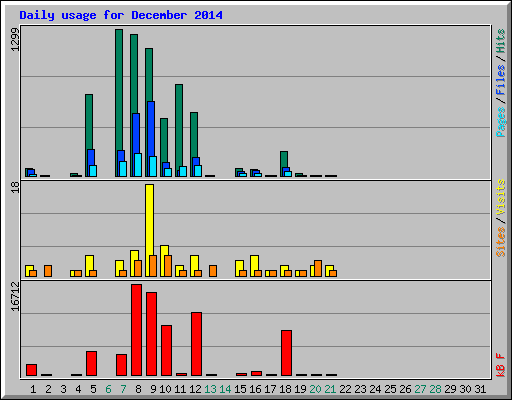 Daily usage for December 2014
1299
Pages / Files / Hits
18
Sites / Visits
16712
kB F
1 2 3 4 5 6 7 8 9 10 11 12 13 14 15 16 17 18 19 20 21 22 23 24 25 26 27 28 29 30 31